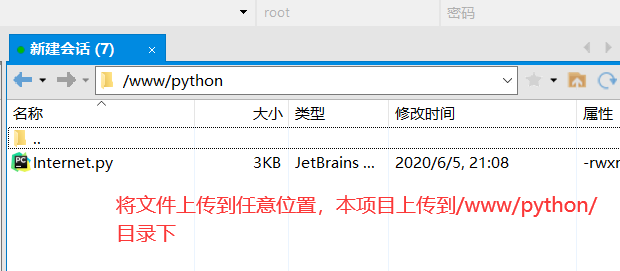 root 密码
新建会话 (7) ×
/www/python
名称 大小 类型 修改时间 属性
..
Internet.py 3KB JetBrains ... 2020/6/5, 21:08 -rwxr
将文件上传到任意位置，本项目上传到/www/python/
目录下